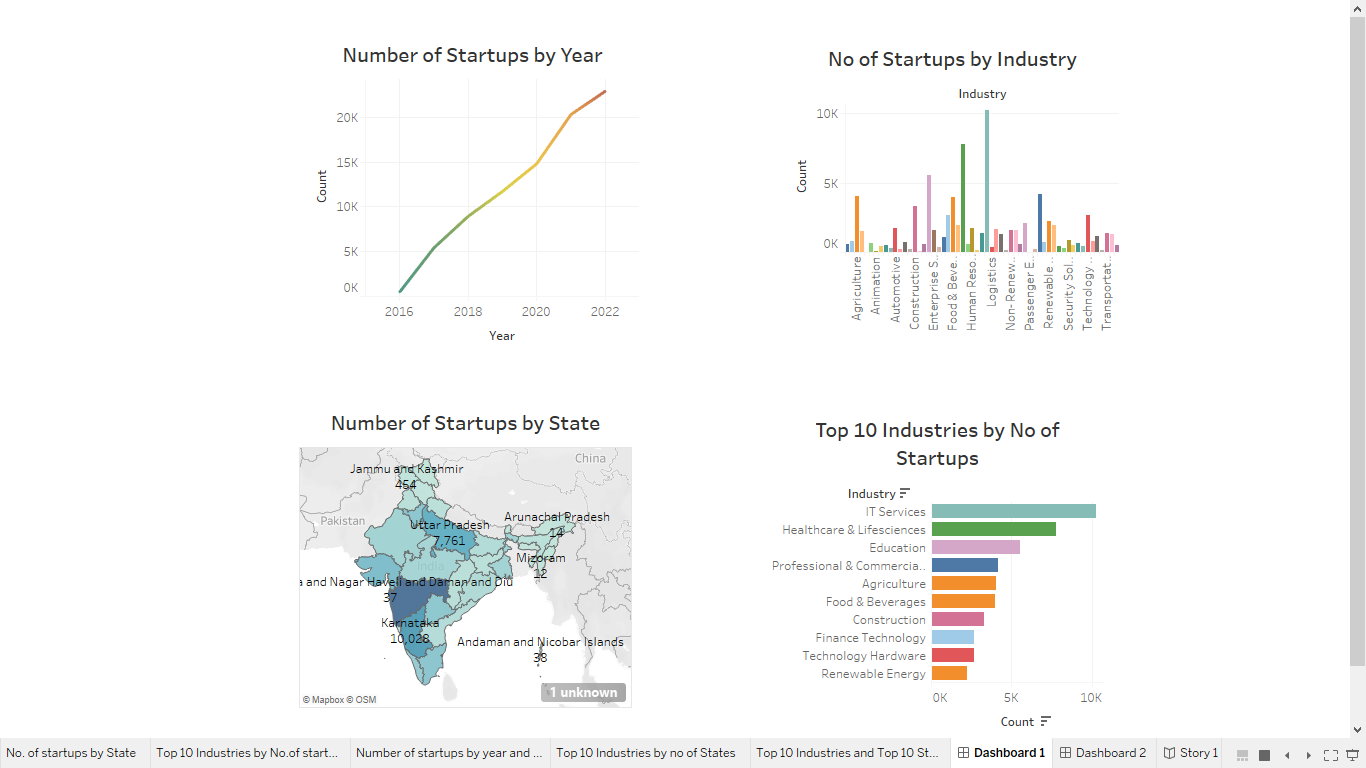 Number of Startups by Year
20K
15K
10K
5K
0K
Count
2016
2018
2020
2022
Year
No of Startups by Industry
Industry
10K
5K
0K
Count
Agriculture
Animation
Automotive
Construction
Enterprise S..
Food & Beve..
Human Reso..
Logistics
Non- Renew..
Passenger E..
Renewable ..
Security Sol..
Technology ..
Transportat..
Number of Startups by State
China
Jammu and Kashmir
454
Pakistan
Uttar Pradesh
7,761
Arunachal Pradesh
14
Mizoram
12
India
a and Nagar Haveli and Daman and Diu
37
Karnataka
10,028
Andaman and Nicobar Islands
38
1 unknown
© Mapbox © OSM
Top 10 Industries by No of
Startups
Industry
IT Services
Healthcare & Lifesciences
Education
Professional & Commercia..
Agriculture
Food & Beverages
Construction
Finance Technology
Technology Hardware
Renewable Energy
0K
5K
10K
Count
No. of startups by State
Top 10 Industries by No.of start...
Number of startups by year and ...
Top 10 Industries by no of States
Top 10 Industries and Top 10 St...
Dashboard 1
Dashboard 2
Story 1